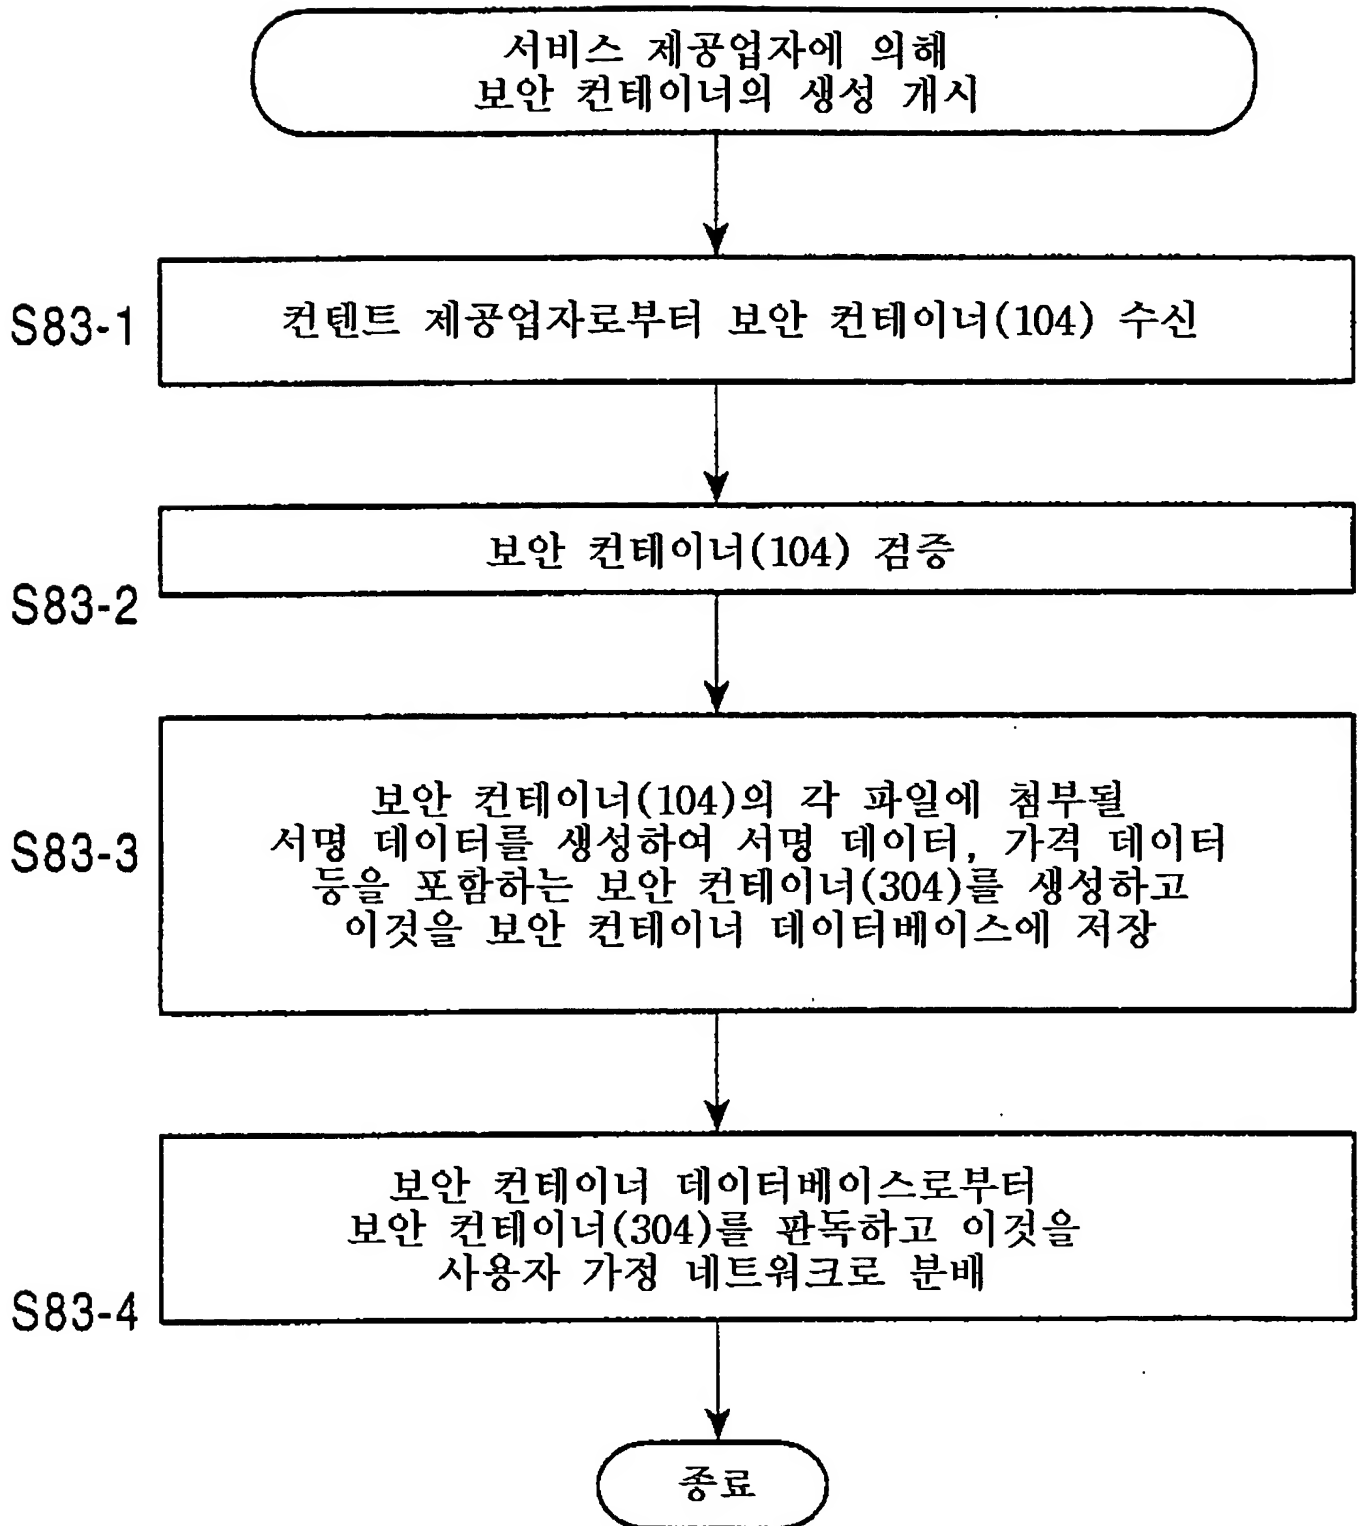 서비스 제공업자에 의해
보안 컨테이너의 생성 개시
S83-1
컨텐트 제공업자로부터 보안 컨테이너(104) 수신
보안 컨테이너(104) 검증
S83-2
보안 컨테이너(104)의 각 파일에 첨부될
서명 데이터를 생성하여 서명 데이터, 가격 데이터
등을 포함하는 보안 컨테이너(304)를 생성하고
이것을 보안 컨테이너 데이터베이스에 저장
S83-3
보안 컨테이너 데이터베이스로부터
보안 컨테이너(304)를 판독하고 이것을
사용자 가정 네트워크로 분배
S83-4
종료